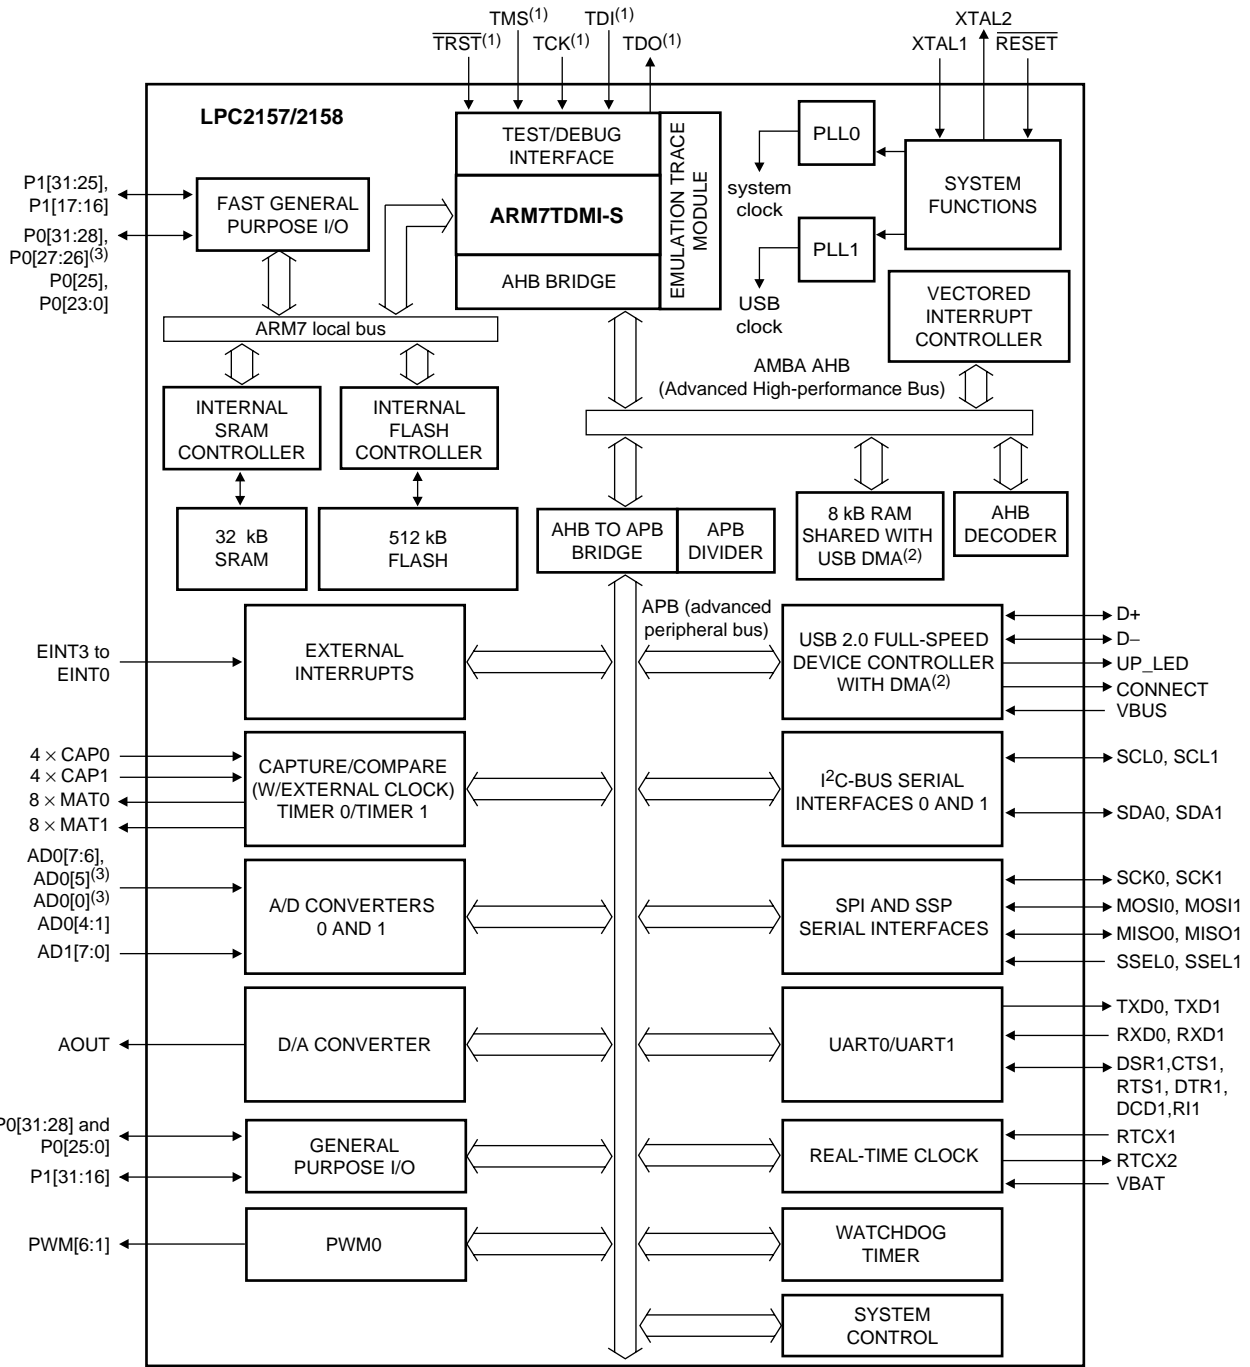 TMS(1)
TDI(1)
XTAL2
TRST(1)
TCK(1)
TDO(1)
XTAL1
RESET
LPC2157/2158
TEST/DEBUG
INTERFACE
ARM7TDMI-S
AHB BRIDGE
EMULATION TRACE
MODULE
PLL0
system
clock
PLL1
USB
clock
SYSTEM
FUNCTIONS
P1[31:25],
P1[17:16]
P0[31:28],
P0[27:26](3)
P0[25],
P0[23:0]
FAST GENERAL
PURPOSE I/O
VECTORED
INTERRUPT
CONTROLLER
ARM7 local bus
AMBA AHB
(Advanced High-performance Bus)
INTERNAL
SRAM
CONTROLLER
INTERNAL
FLASH
CONTROLLER
32 kB
SRAM
512 kB
FLASH
AHB TO APB
BRIDGE
APB
DIVIDER
8 kB RAM
SHARED WITH
USB DMA(2)
AHB
DECODER
APB (advanced
peripheral bus)
EINT3 to
EINT0
EXTERNAL
INTERRUPTS
USB 2.0 FULL-SPEED
DEVICE CONTROLLER
WITH DMA(2)
D+
D−
UP_LED
CONNECT
VBUS
4 × CAP0
4 × CAP1
8 × MAT0
8 × MAT1
CAPTURE/COMPARE
(W/EXTERNAL CLOCK)
TIMER 0/TIMER 1
I2C-BUS SERIAL
INTERFACES 0 AND 1
SCL0, SCL1
SDA0, SDA1
AD0[7:6],
AD0[5](3)
AD0[0](3)
AD0[4:1]
AD1[7:0]
A/D CONVERTERS
0 AND 1
SPI AND SSP
SERIAL INTERFACES
SCK0, SCK1
MOSI0, MOSI1
MISO0, MISO1
SSEL0, SSEL1
AOUT
D/A CONVERTER
UART0/UART1
TXD0, TXD1
RXD0, RXD1
DSR1,CTS1,
RTS1, DTR1,
DCD1,RI1
P0[31:28] and
P0[25:0]
P1[31:16]
GENERAL
PURPOSE I/O
REAL-TIME CLOCK
RTCX1
RTCX2
VBAT
PWM[6:1]
PWM0
WATCHDOG
TIMER
SYSTEM
CONTROL